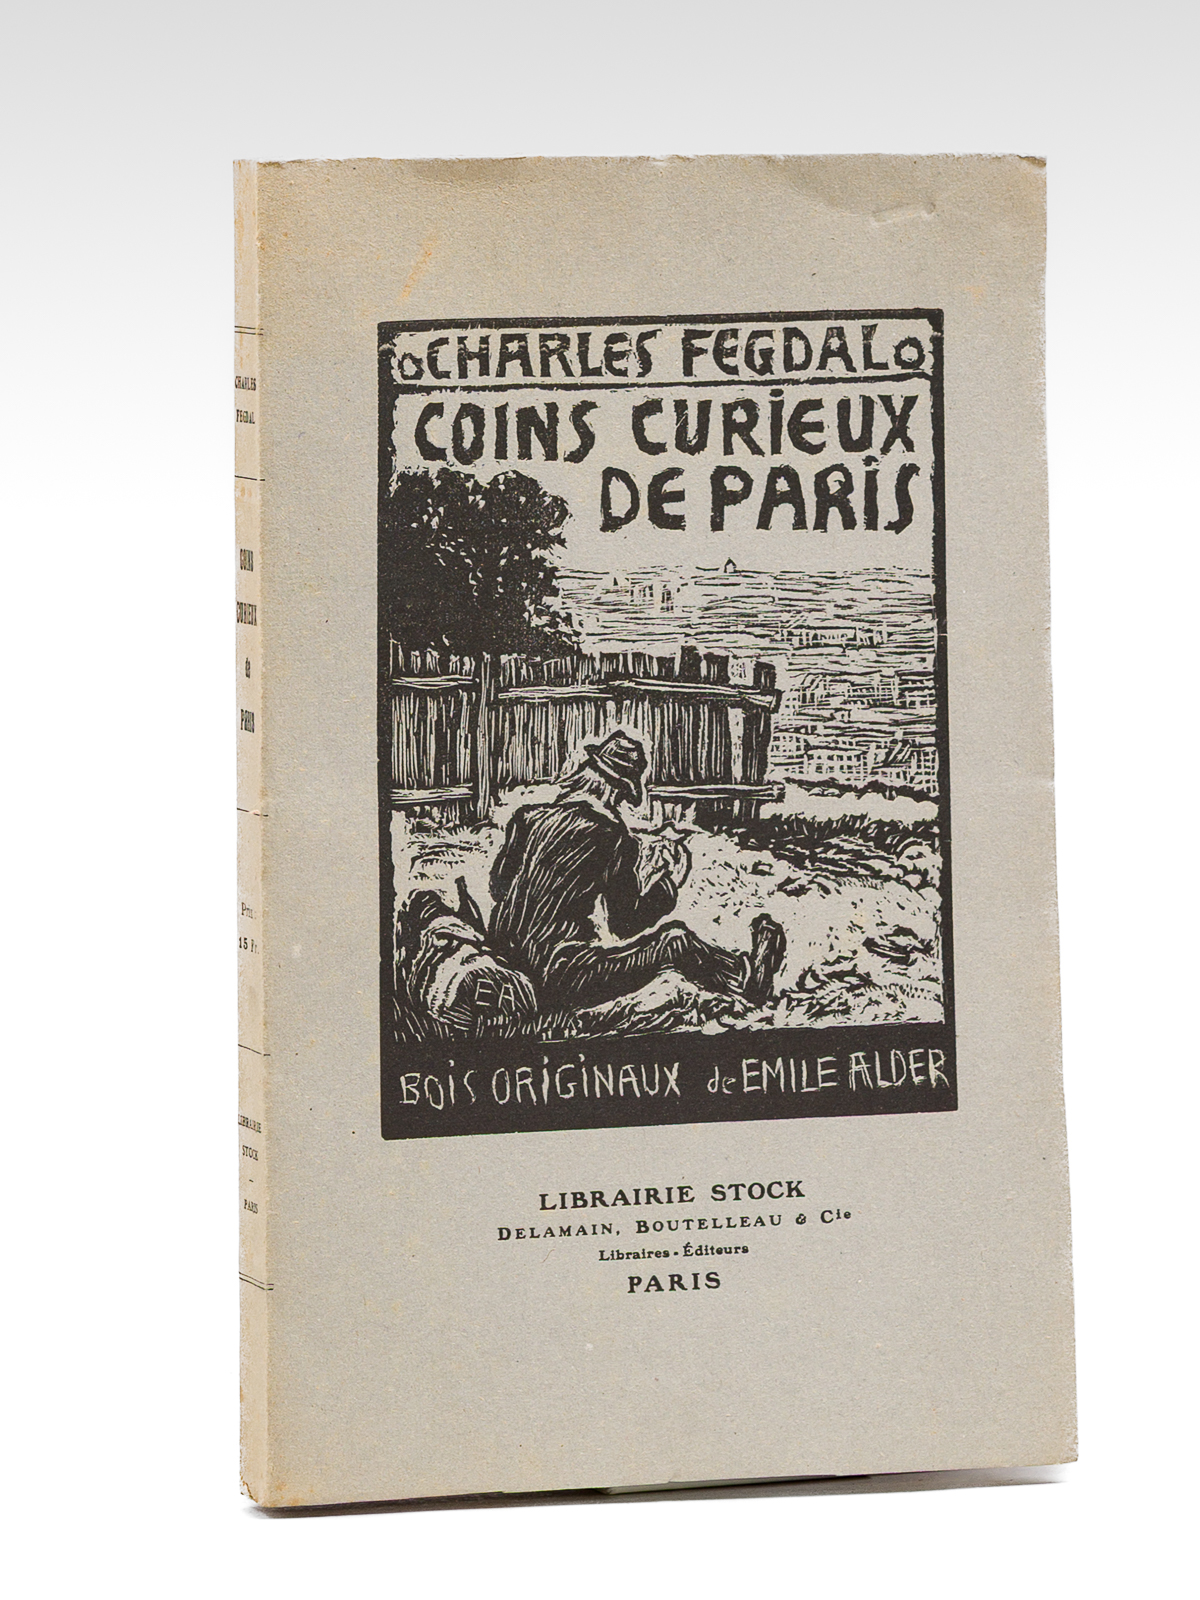 CHARLES
FEGDAL
COINS
CURIEUX
de
PARIS
Prix :
15 Fr.
LIBRAIRIE
STOCK
PARIS
CHARLES FEGDAL
COINS CURIEUX
DE PARIS
EA
BOIS ORIGINAUX de EMILE ALDER
LIBRAIRIE STOCK
DELAMAIN, BOUTELLEAU & Cie
Libraires-Éditeurs
PARIS